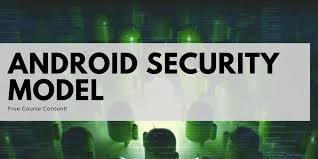 ANDROID SECURITY
MODEL
Free Course Content!